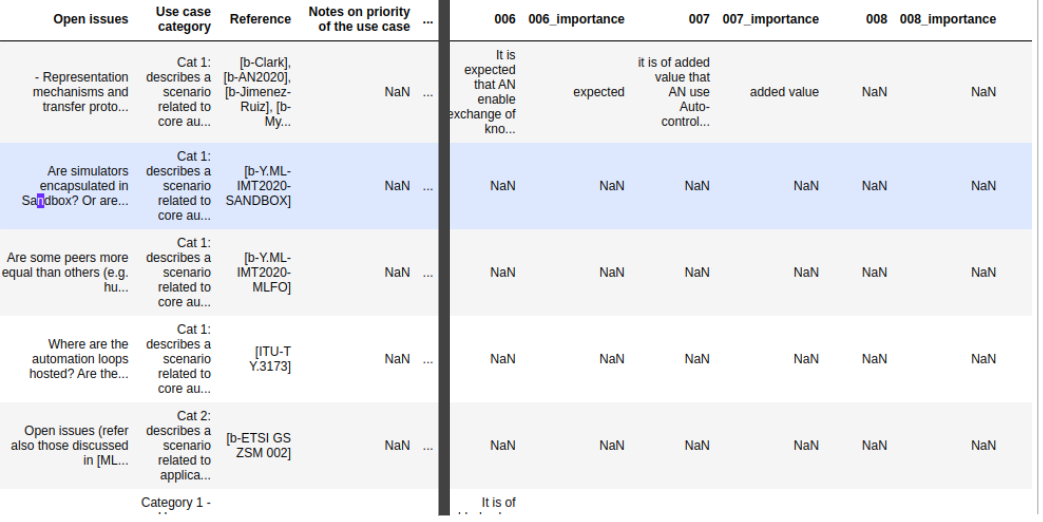 Open issues Use case category Reference Notes on priority of the use case ... 006 006_importance 007 007_importance 008 008_importance
- Representation mechanisms and transfer proto...
Cat 1: describes a scenario related to core au...
[b-Clark], [b-AN2020], [b-Jimenez-Ruiz], [b-My...
NaN ...
It is expected that AN enable exchange of kno...
expected
it is of added value that AN use Auto-control...
added value
NaN NaN
Are simulators encapsulated in Sandbox? Or are...
Cat 1: describes a scenario related to core au...
[b-Y.ML-IMT2020-SANDBOX]
NaN ... NaN NaN NaN NaN NaN NaN
Are some peers more equal than others (e.g. hu...
Cat 1: describes a scenario related to core au...
[b-Y.ML-IMT2020-MLFO]
NaN ... NaN NaN NaN NaN NaN NaN
Where are the automation loops hosted? Are the...
Cat 1: describes a scenario related to core au...
[ITU-T Y.3173]
NaN ... NaN NaN NaN NaN NaN NaN
Open issues (refer also those discussed in [ML...
Cat 2: describes a scenario related to applica...
[b-ETSI GS ZSM 002]
NaN ... NaN NaN NaN NaN NaN NaN
Category 1 -
It is of